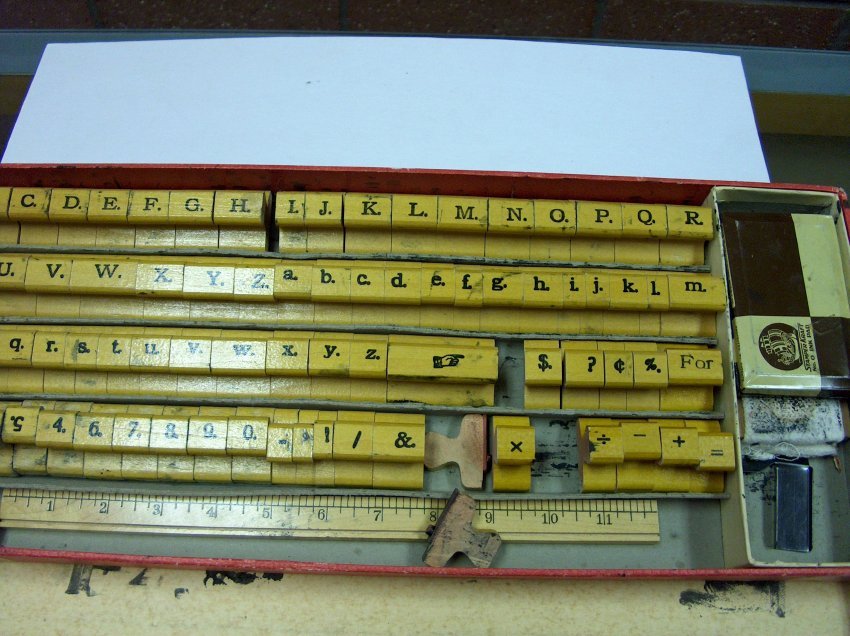 C. D. E. F. G. H. I. J. K. L. M. N. O. P. Q. R.
U. V. W. X. Y. Z. a. b. c. d. e. f. g. h. i. j. k. l. m.
q. r. s. t. u. v. w. x. y. z. ☞ $. ? ¢ %. For
5. 4. 6. 7. 8. 9. 0. , . ! / &. × ÷ − + =
1 2 3 4 5 6 7 8 9 10 11